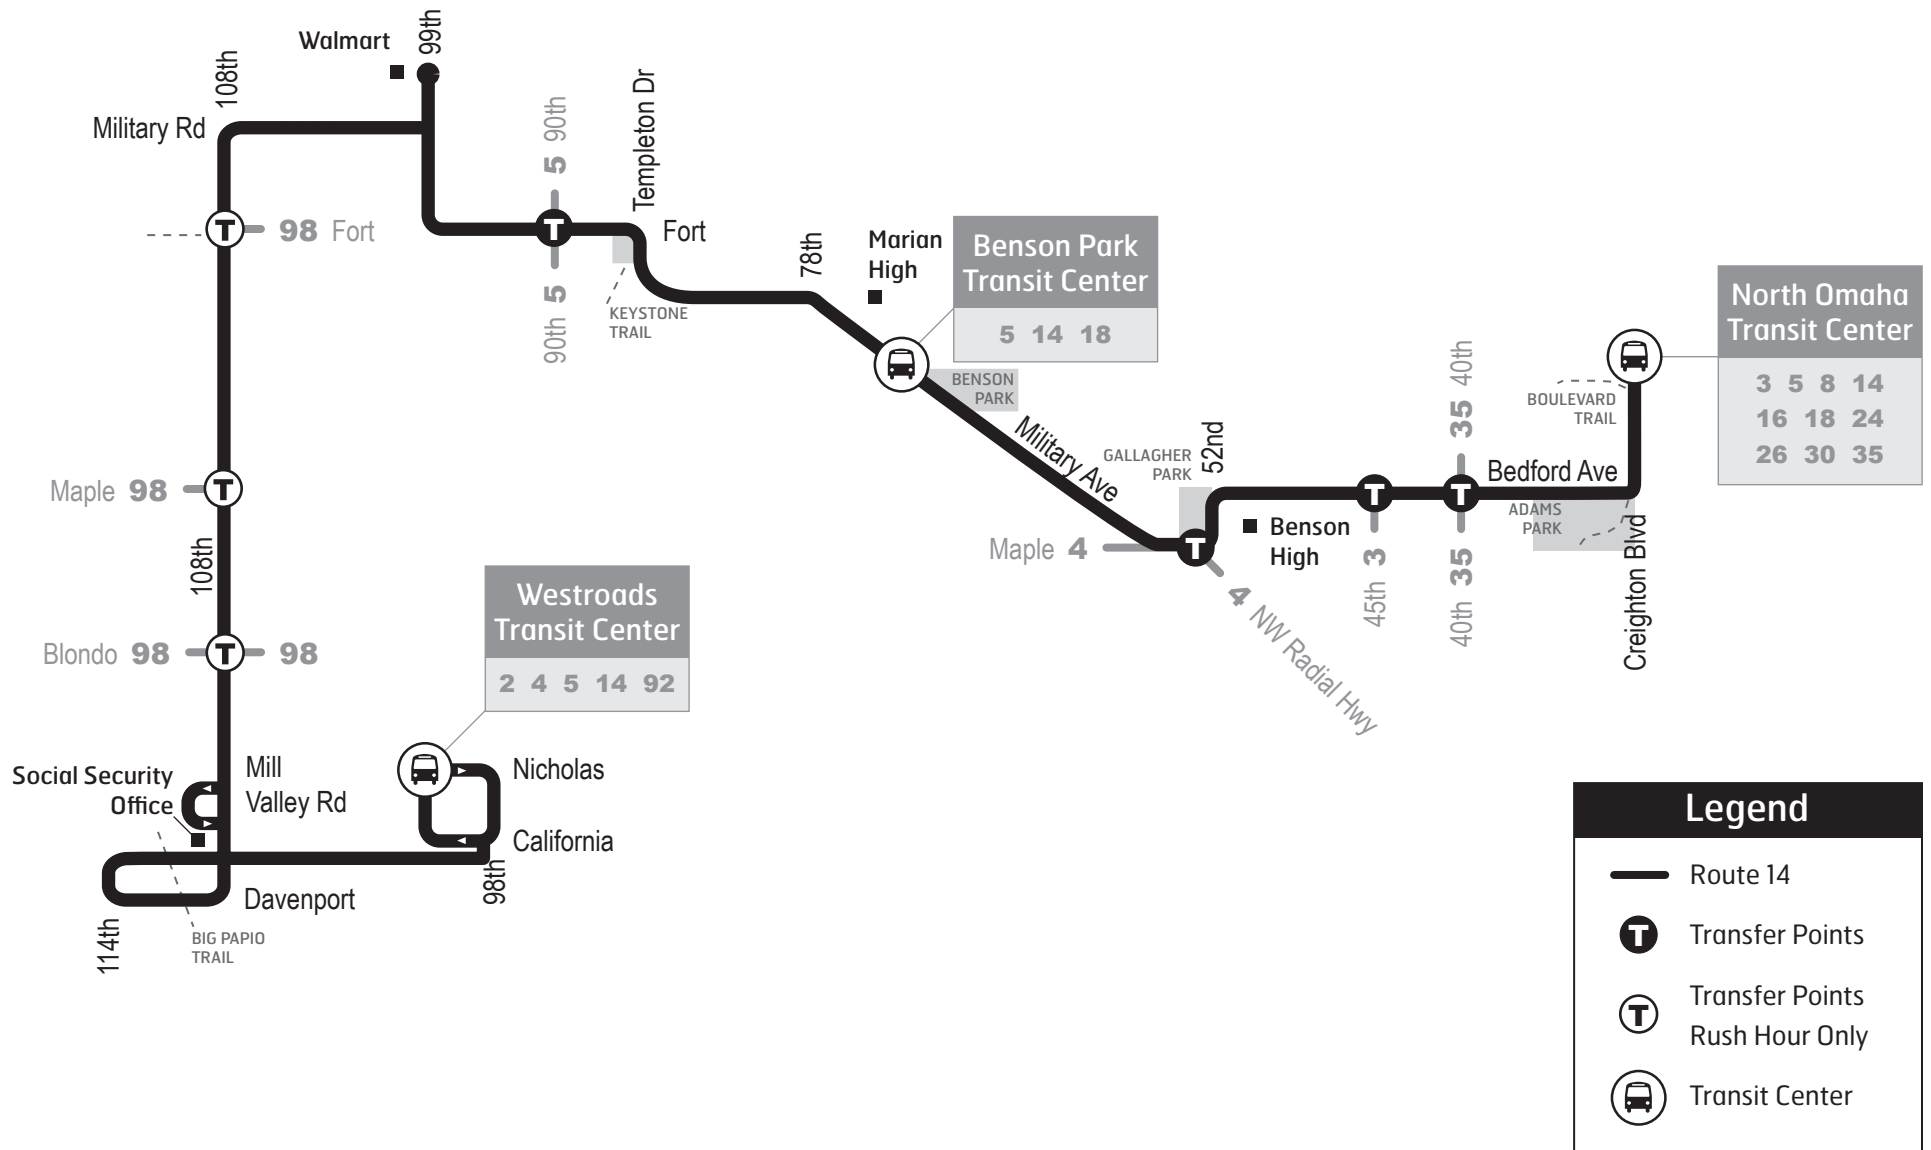 Walmart
99th
108th
Military Rd
T
98 Fort
90th
5
T
5
90th
Templeton Dr
Fort
KEYSTONE
TRAIL
78th
Marian
High
Benson Park
Transit Center
5 14 18
BENSON
PARK
Military Ave
GALLAGHER
PARK
52nd
Maple 4
T
4 NW Radial Hwy
Benson
High
T
45th 3
35 40th
T
40th 35
Bedford Ave
ADAMS
PARK
BOULEVARD
TRAIL
Creighton Blvd
North Omaha
Transit Center
3 5 8 14
16 18 24
26 30 35
Maple 98
T
108th
Blondo 98
T
98
Westroads
Transit Center
2 4 5 14 92
Social Security
Office
Mill
Valley Rd
Nicholas
California
98th
Davenport
114th
BIG PAPIO
TRAIL
Legend
Route 14
T
Transfer Points
T
Transfer Points
Rush Hour Only
Transit Center